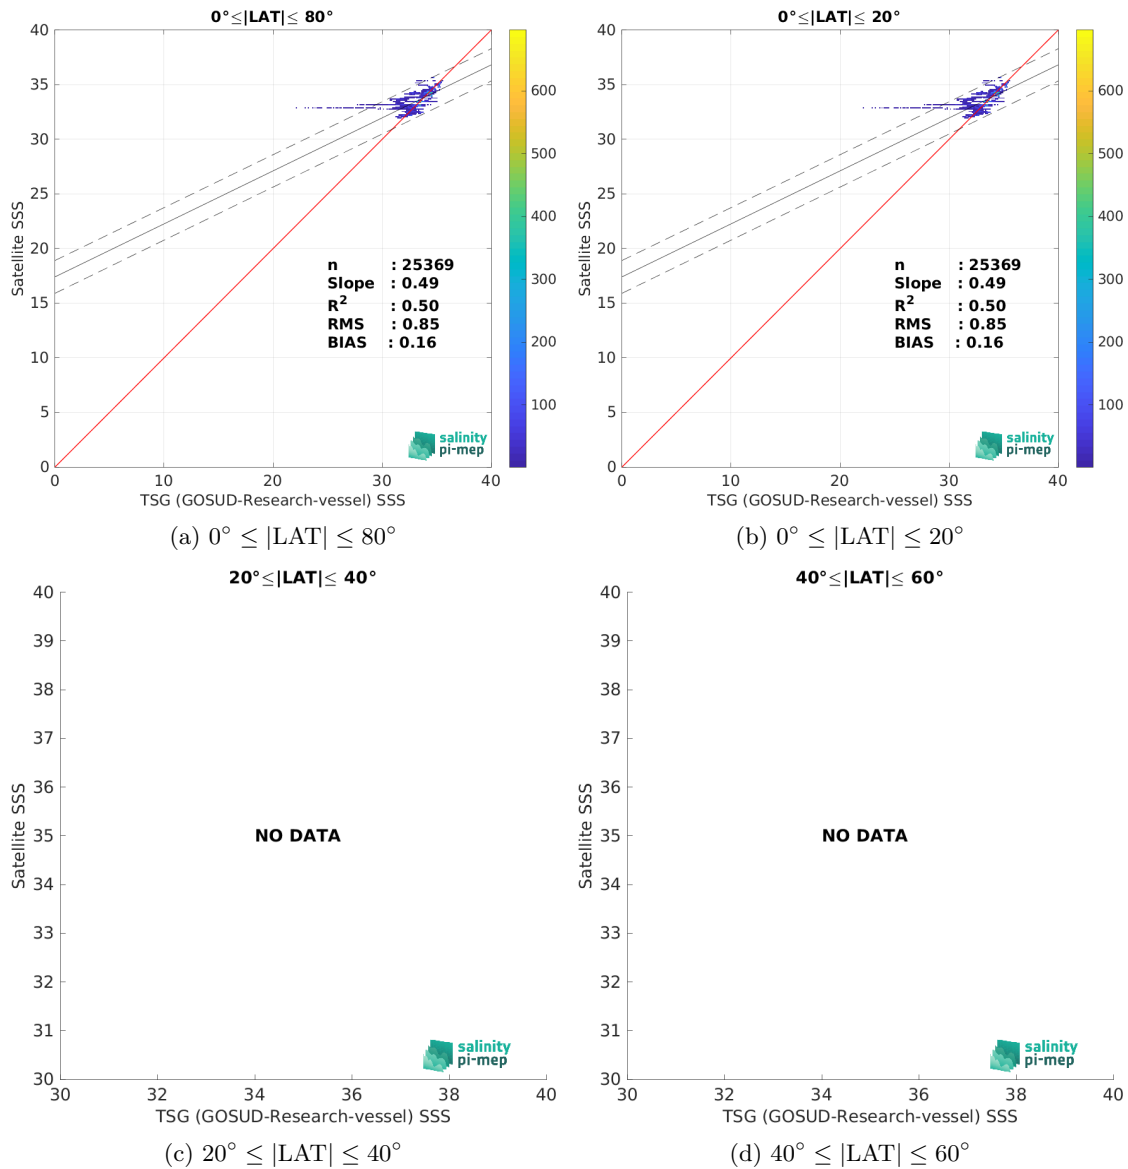 0°≤|LAT|≤ 80°
40
35
30
25
20
15
10
5
0
0 10 20 30 40
Satellite SSS
TSG (GOSUD-Research-vessel) SSS
n : 25369
Slope : 0.49
R2 : 0.50
RMS : 0.85
BIAS : 0.16
salinity
pi-mep
600
500
400
300
200
100
(a) 0° ≤ |LAT| ≤ 80°
0°≤|LAT|≤ 20°
40
35
30
25
20
15
10
5
0
0 10 20 30 40
Satellite SSS
TSG (GOSUD-Research-vessel) SSS
n : 25369
Slope : 0.49
R2 : 0.50
RMS : 0.85
BIAS : 0.16
salinity
pi-mep
600
500
400
300
200
100
(b) 0° ≤ |LAT| ≤ 20°
20°≤|LAT|≤ 40°
40
39
38
37
36
35
34
33
32
31
30
30 32 34 36 38 40
Satellite SSS
NO DATA
salinity
pi-mep
TSG (GOSUD-Research-vessel) SSS
(c) 20° ≤ |LAT| ≤ 40°
40°≤|LAT|≤ 60°
40
39
38
37
36
35
34
33
32
31
30
30 32 34 36 38 40
Satellite SSS
NO DATA
salinity
pi-mep
TSG (GOSUD-Research-vessel) SSS
(d) 40° ≤ |LAT| ≤ 60°